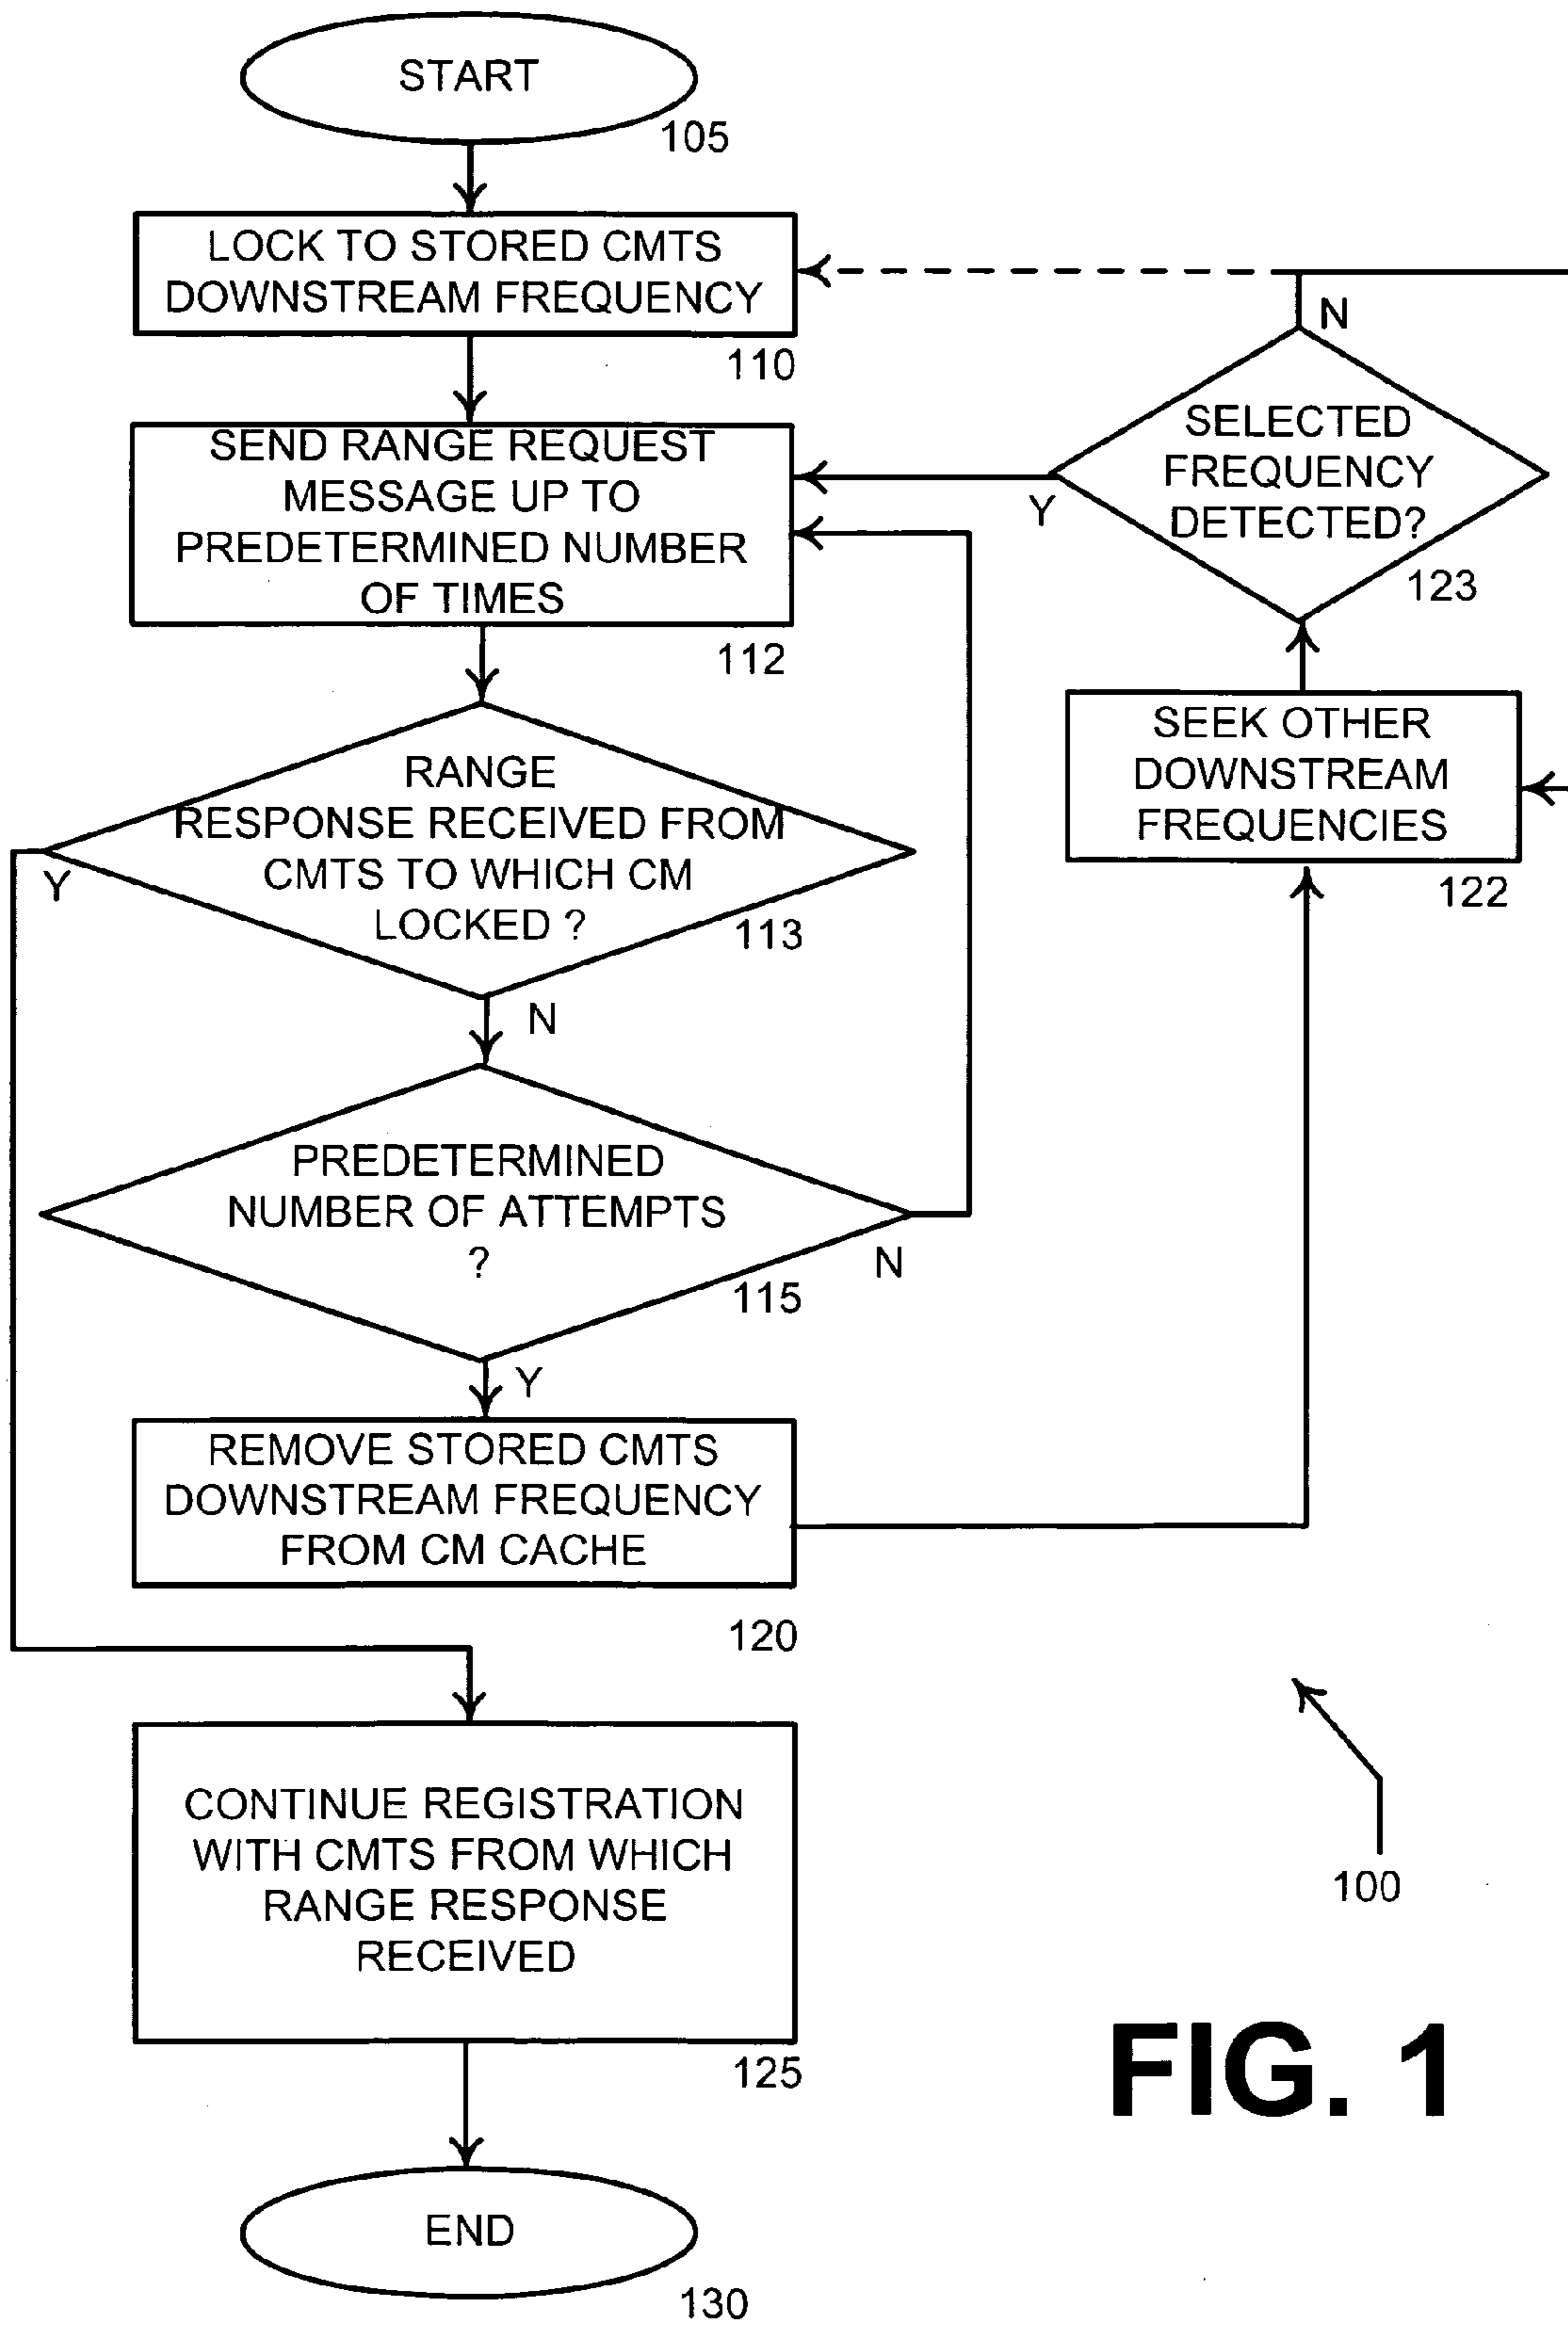 START
105
LOCK TO STORED CMTS
DOWNSTREAM FREQUENCY
110
SEND RANGE REQUEST
MESSAGE UP TO
PREDETERMINED NUMBER
OF TIMES
112
RANGE
RESPONSE RECEIVED FROM
CMTS TO WHICH CM
LOCKED ?
113
Y
N
PREDETERMINED
NUMBER OF ATTEMPTS
?
115
N
Y
REMOVE STORED CMTS
DOWNSTREAM FREQUENCY
FROM CM CACHE
120
CONTINUE REGISTRATION
WITH CMTS FROM WHICH
RANGE RESPONSE
RECEIVED
125
END
130
N
SELECTED
FREQUENCY
DETECTED?
Y
123
SEEK OTHER
DOWNSTREAM
FREQUENCIES
122
100
FIG. 1